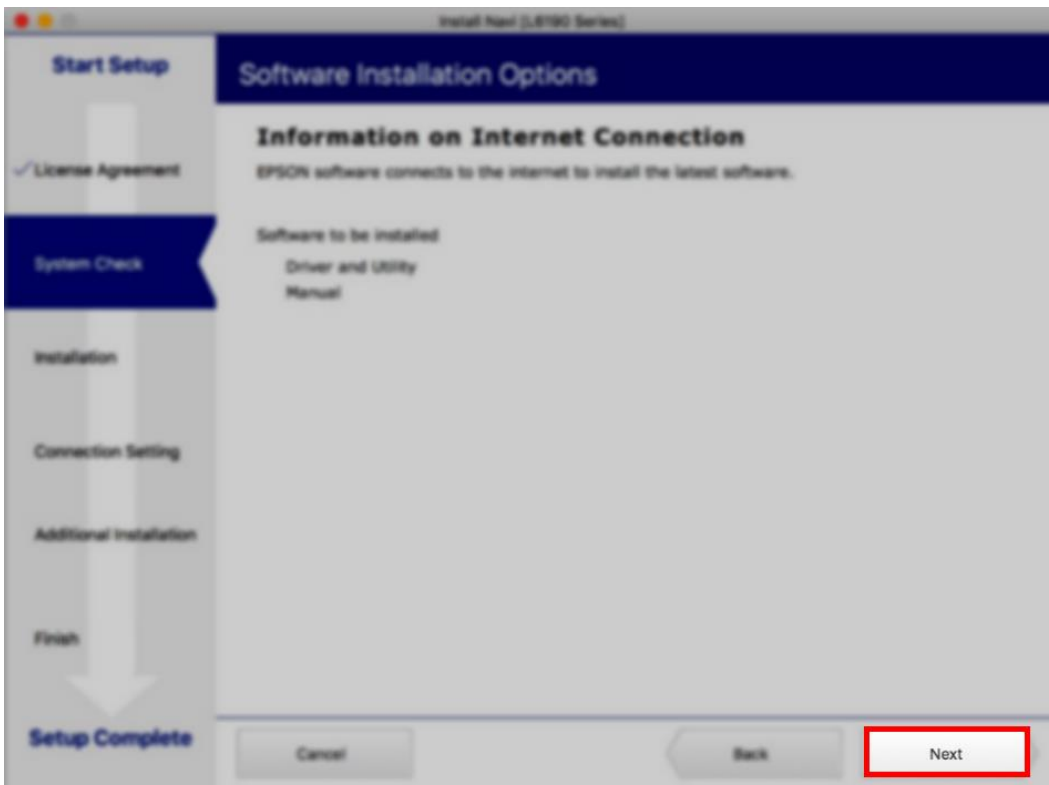 Install Navi [L6190 Series]
Start Setup
Software Installation Options
Information on Internet Connection
EPSON software connects to the internet to install the latest software.
License Agreement
Software to be installed
System Check
Driver and Utility
Manual
Installation
Connection Setting
Additional Installation
Finish
Setup Complete
Cancel
Back
Next